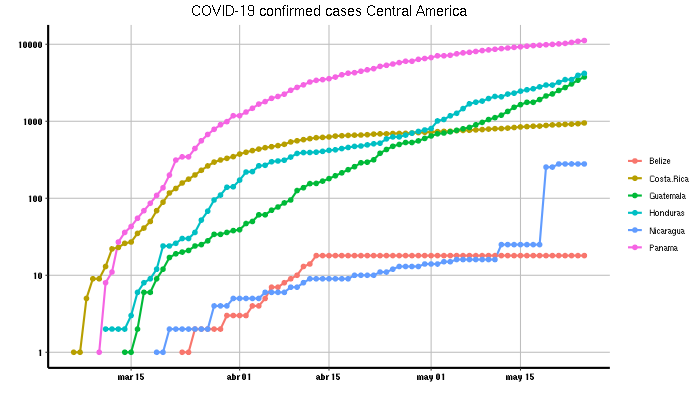 COVID-19 confirmed cases Central America
10000
1000
100
10
1
mar 15
abr 01
abr 15
may 01
may 15
Belize
Costa.Rica
Guatemala
Honduras
Nicaragua
Panama